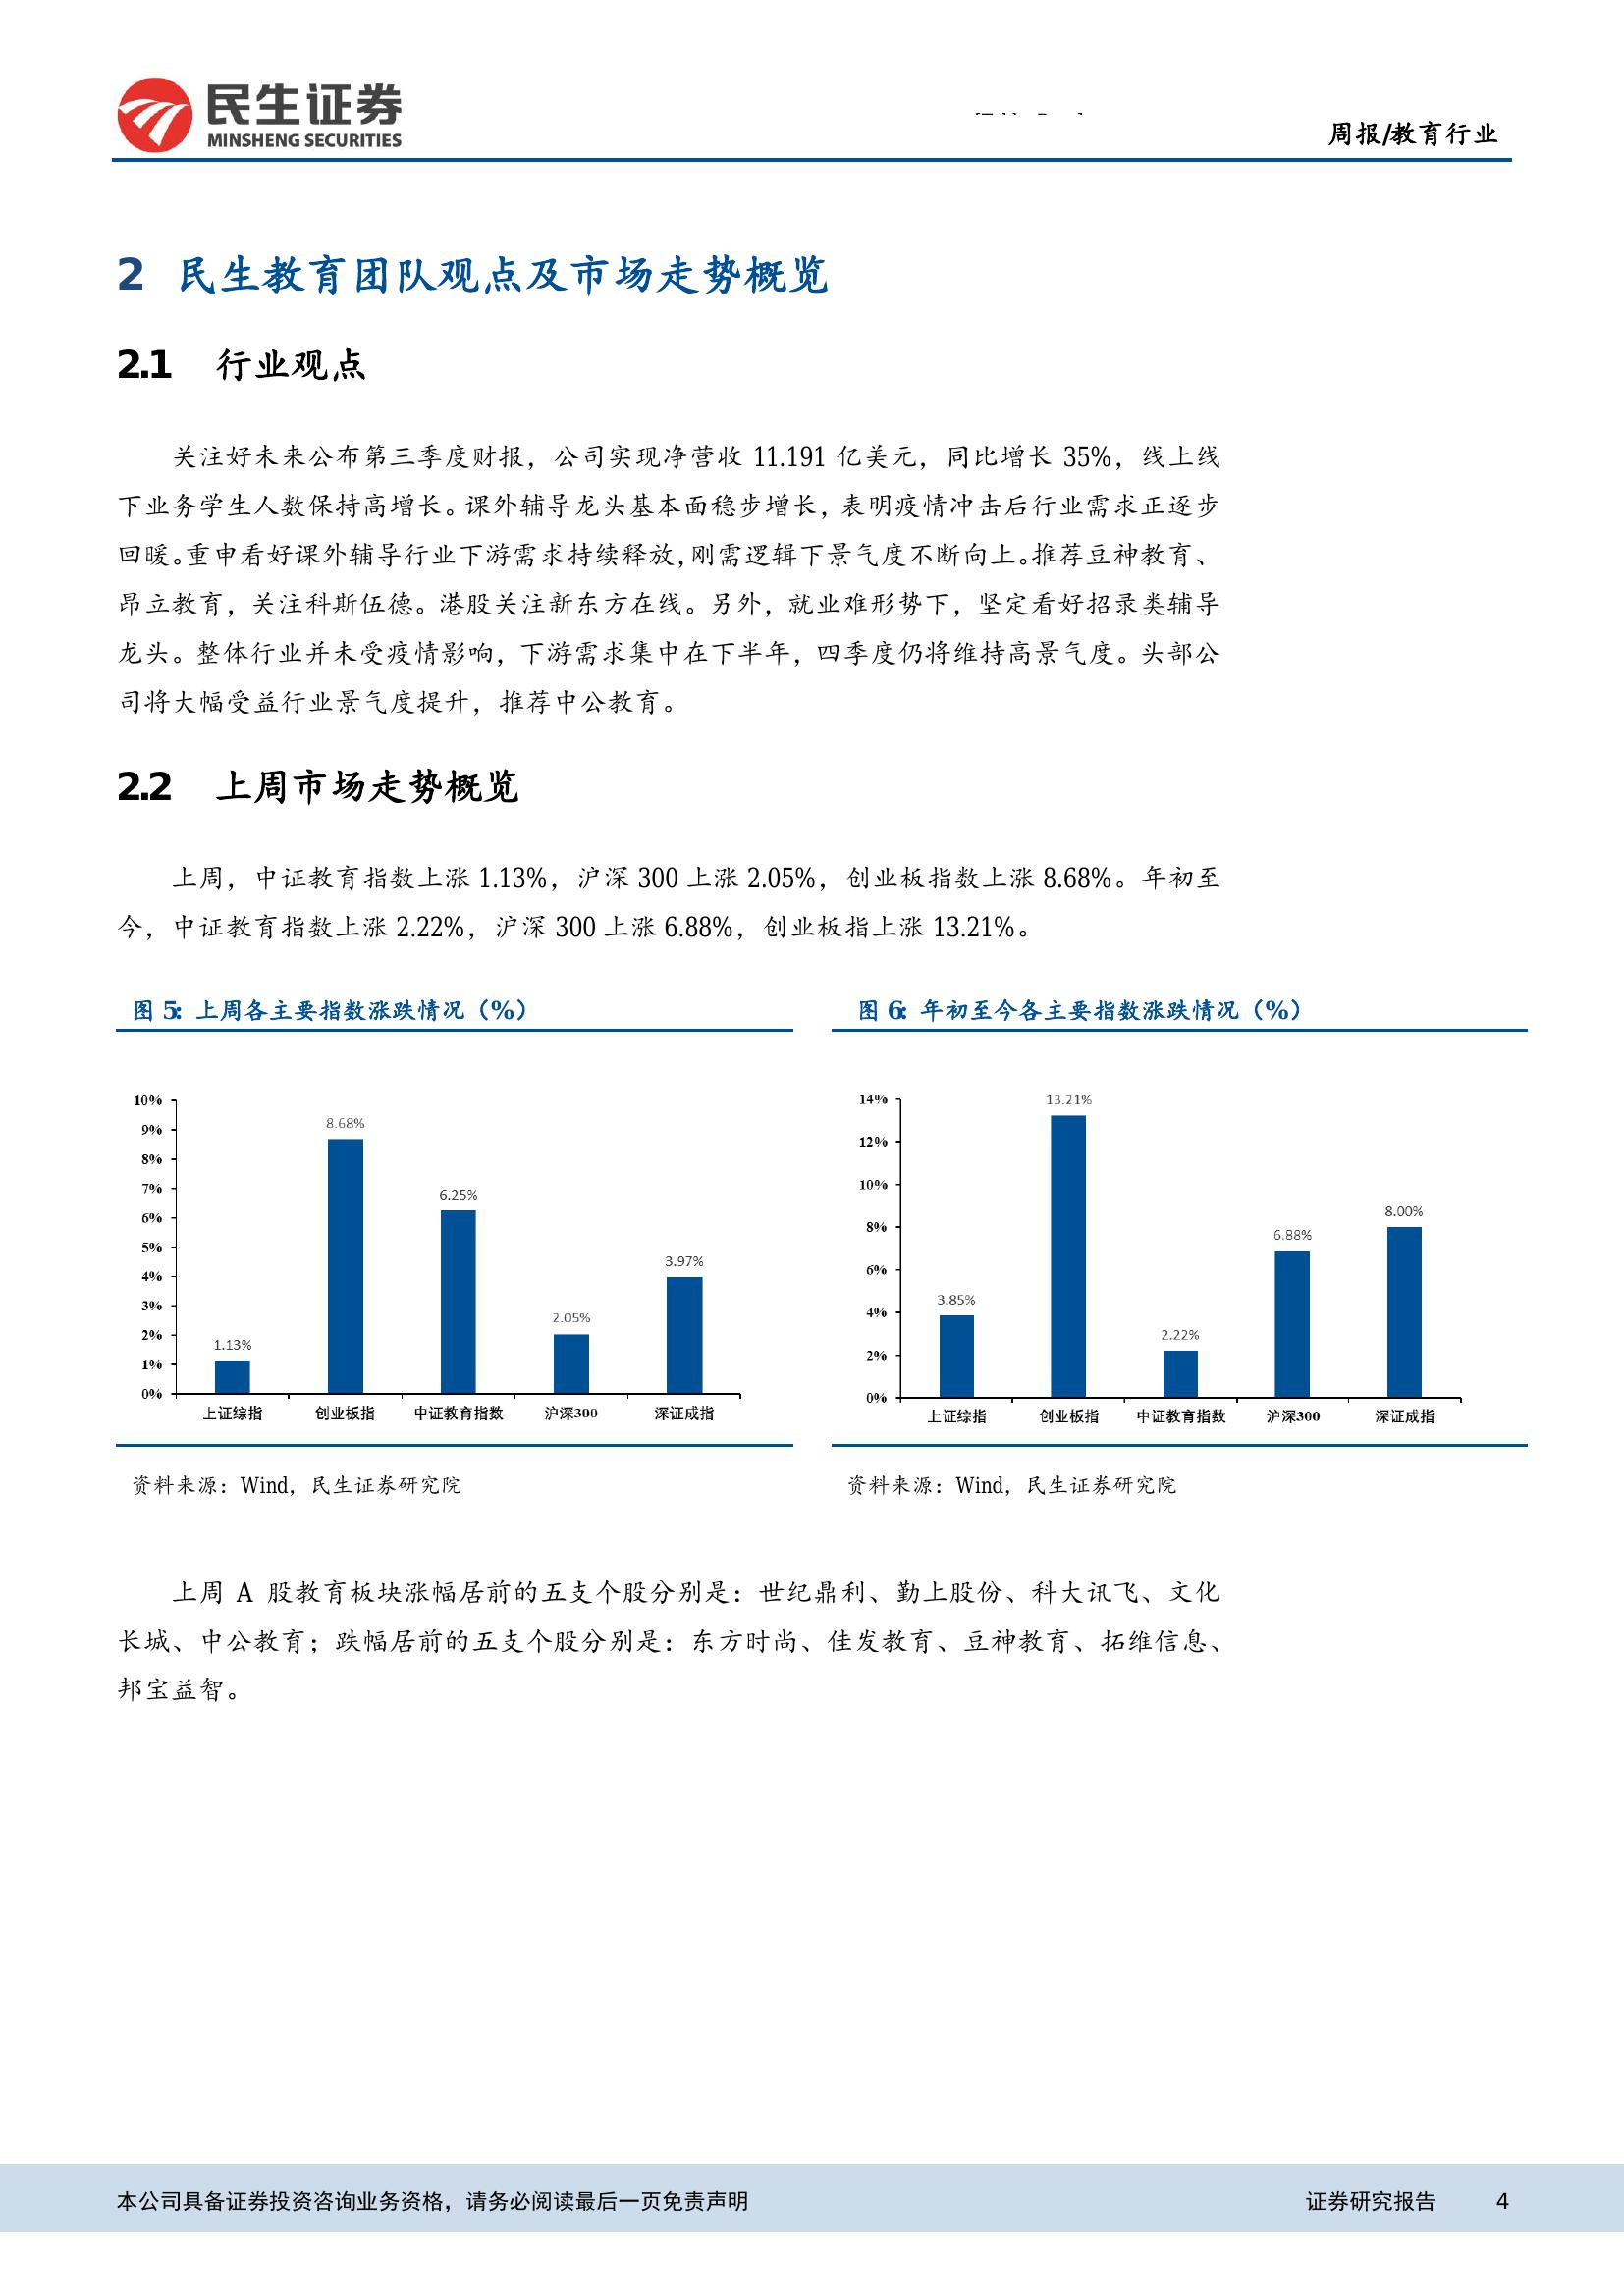 民生证券
MINSHENG SECURITIES
周报/教育行业
2 民生教育团队观点及市场走势概览
2.1 行业观点
关注好未来公布第三季度财报，公司实现净营收 11.191 亿美元，同比增长 35%，线上线
下业务学生人数保持高增长。课外辅导龙头基本面稳步增长，表明疫情冲击后行业需求正逐步
回暖。重申看好课外辅导行业下游需求持续释放，刚需逻辑下景气度不断向上。推荐豆神教育、
昂立教育，关注科斯伍德。港股关注新东方在线。另外，就业难形势下，坚定看好招录类辅导
龙头。整体行业并未受疫情影响，下游需求集中在下半年，四季度仍将维持高景气度。头部公
司将大幅受益行业景气度提升，推荐中公教育。
2.2 上周市场走势概览
上周，中证教育指数上涨 1.13%，沪深 300 上涨 2.05%，创业板指数上涨 8.68%。年初至
今，中证教育指数上涨 2.22%，沪深 300 上涨 6.88%，创业板指上涨 13.21%。
图 5：上周各主要指数涨跌情况（%）
10%
9%
8%
7%
6%
5%
4%
3%
2%
1%
0%
1.13%
8.68%
6.25%
2.05%
3.97%
上证综指 创业板指 中证教育指数 沪深300 深证成指
资料来源：Wind，民生证券研究院
图 6：年初至今各主要指数涨跌情况（%）
14%
12%
10%
8%
6%
4%
2%
0%
3.85%
13.21%
2.22%
6.88%
8.00%
上证综指 创业板指 中证教育指数 沪深300 深证成指
资料来源：Wind，民生证券研究院
上周 A 股教育板块涨幅居前的五支个股分别是：世纪鼎利、勤上股份、科大讯飞、文化
长城、中公教育；跌幅居前的五支个股分别是：东方时尚、佳发教育、豆神教育、拓维信息、
邦宝益智。
本公司具备证券投资咨询业务资格，请务必阅读最后一页免责声明
证券研究报告 4